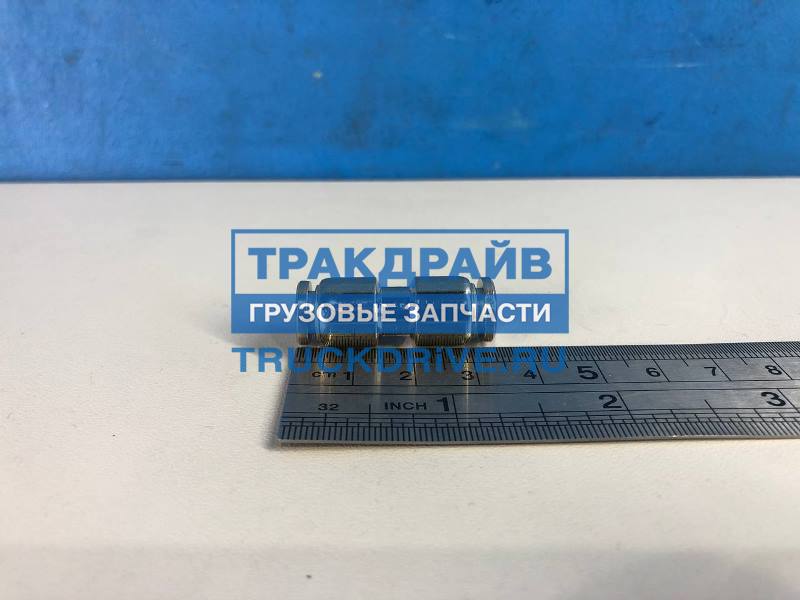 ТРАКДРАЙВ
ГРУЗОВЫЕ ЗАПЧАСТИ
TRUCKDRIVE.RU
cm 1 2 3 4 5 6 7 8
32 INCH 1 2 3